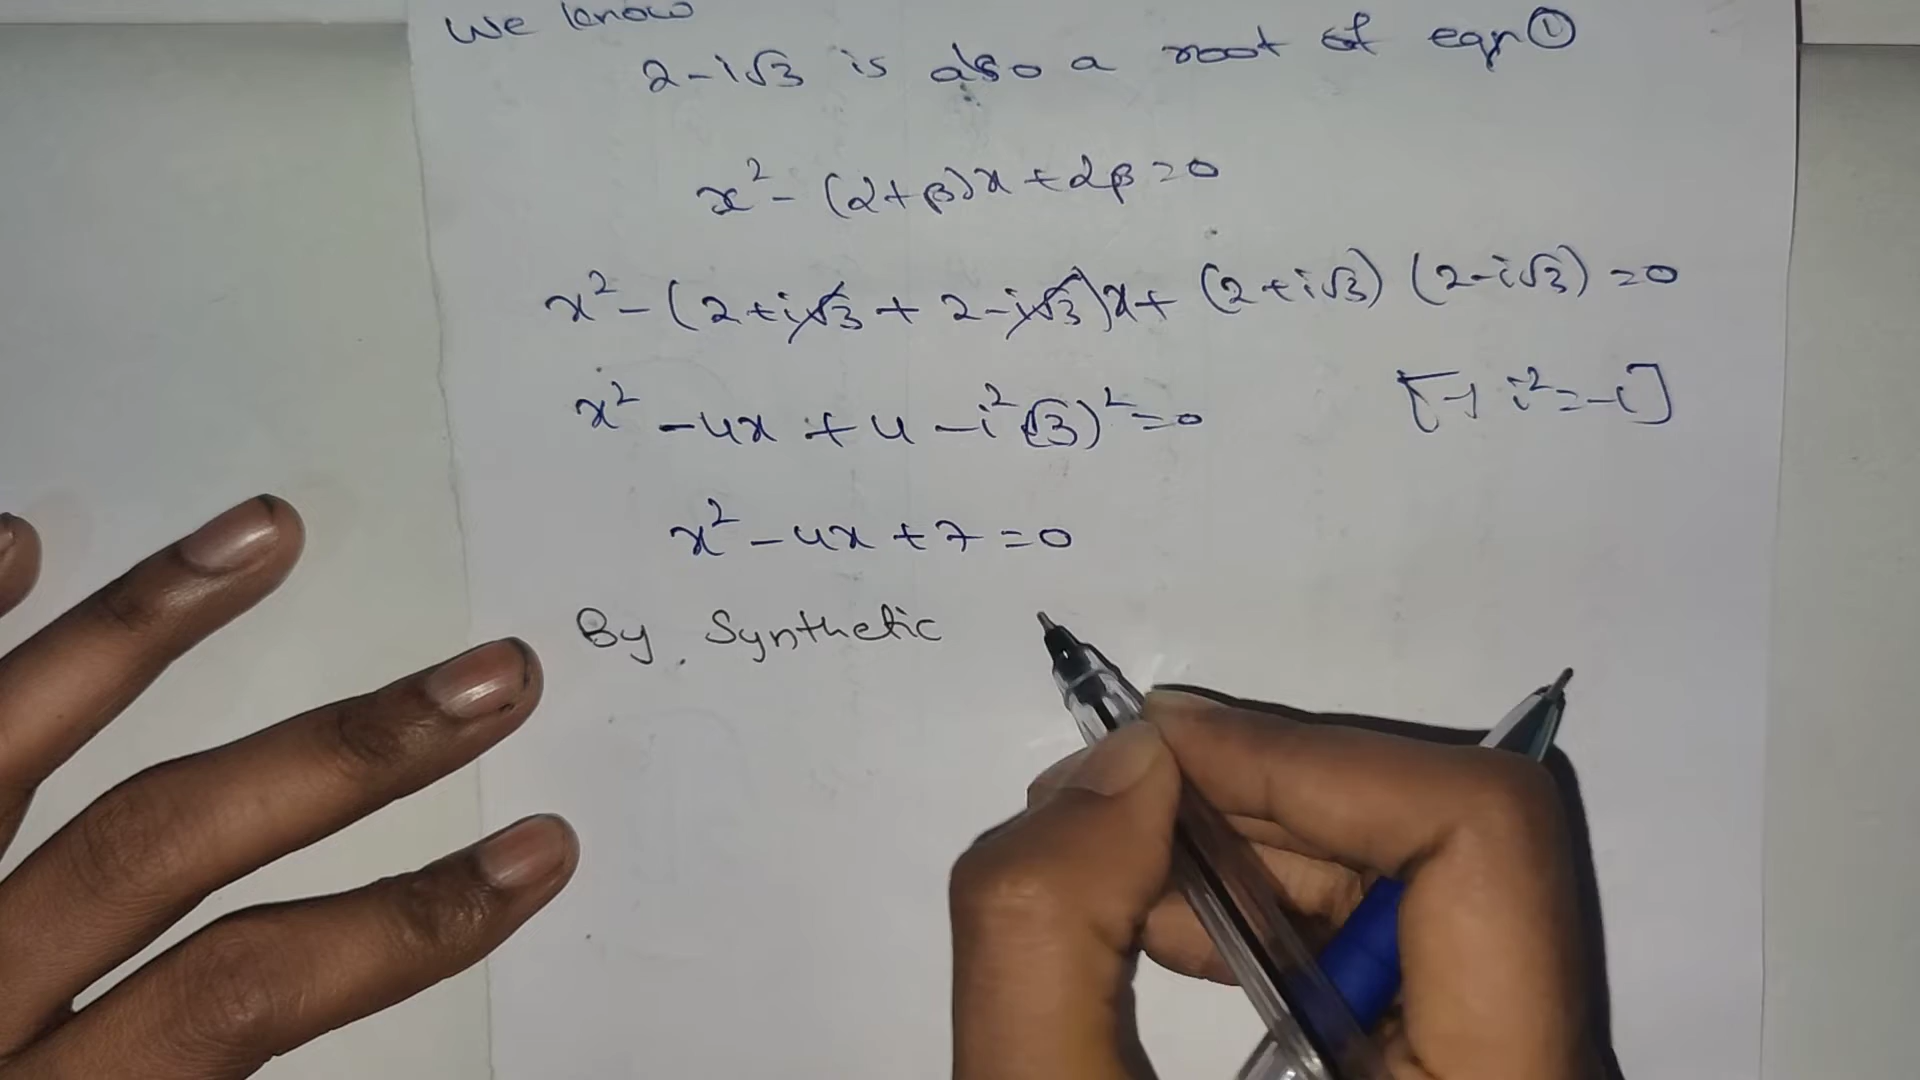 We know
2-i√3 is also a root of eqn ①
x² - (α+β)x + αβ = 0
x² - (2+i√3 + 2-i√3)x + (2+i√3) (2-i√3) = 0
x² - 4x + 4 - i²(√3)² = 0 [∵ i² = -1]
x² - 4x + 7 = 0
By Synthetic